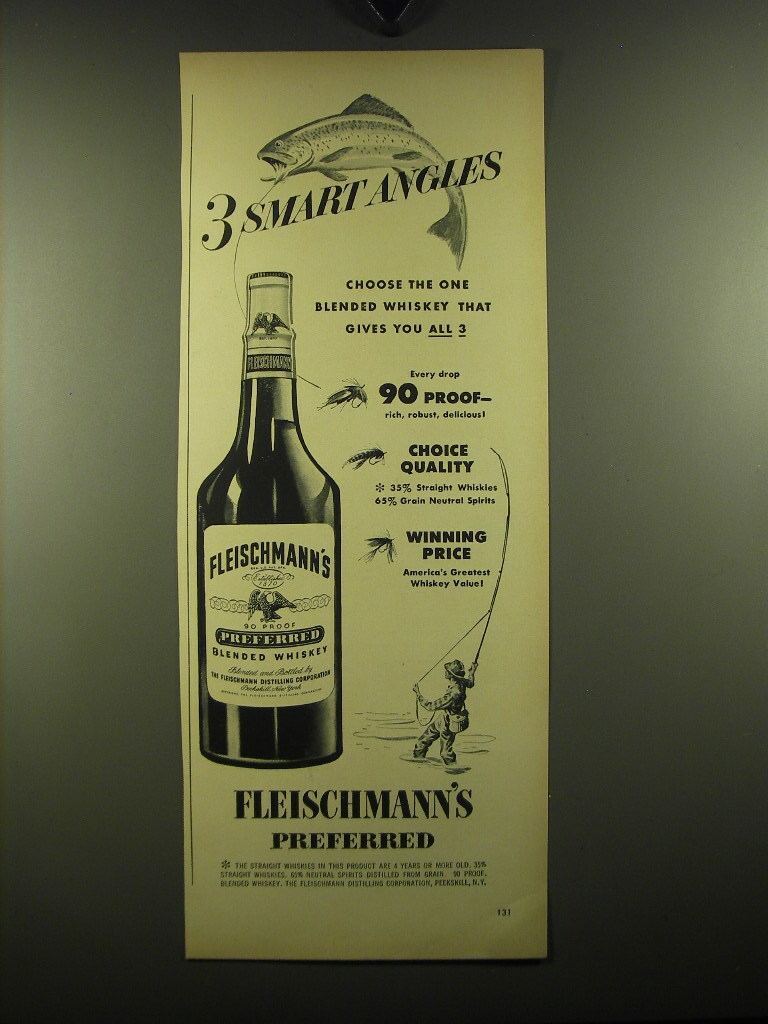 3 SMART ANGLES
CHOOSE THE ONE
BLENDED WHISKEY THAT
GIVES YOU ALL 3
Every drop
90 PROOF—
rich, robust, delicious!
CHOICE
QUALITY
* 35% Straight Whiskies
65% Grain Neutral Spirits
WINNING
PRICE
America's Greatest
Whiskey Value!
FLEISCHMANN'S
FLEISCHMANN'S
Established
1870
90 PROOF
PREFERRED
BLENDED WHISKEY
Blended and Bottled by
THE FLEISCHMANN DISTILLING CORPORATION
Peekskill, New York
FLEISCHMANN'S
PREFERRED
* THE STRAIGHT WHISKIES IN THIS PRODUCT ARE 4 YEARS OR MORE OLD. 35%
STRAIGHT WHISKIES. 65% NEUTRAL SPIRITS DISTILLED FROM GRAIN. 90 PROOF.
BLENDED WHISKEY. THE FLEISCHMANN DISTILLING CORPORATION, PEEKSKILL, N.Y.
131